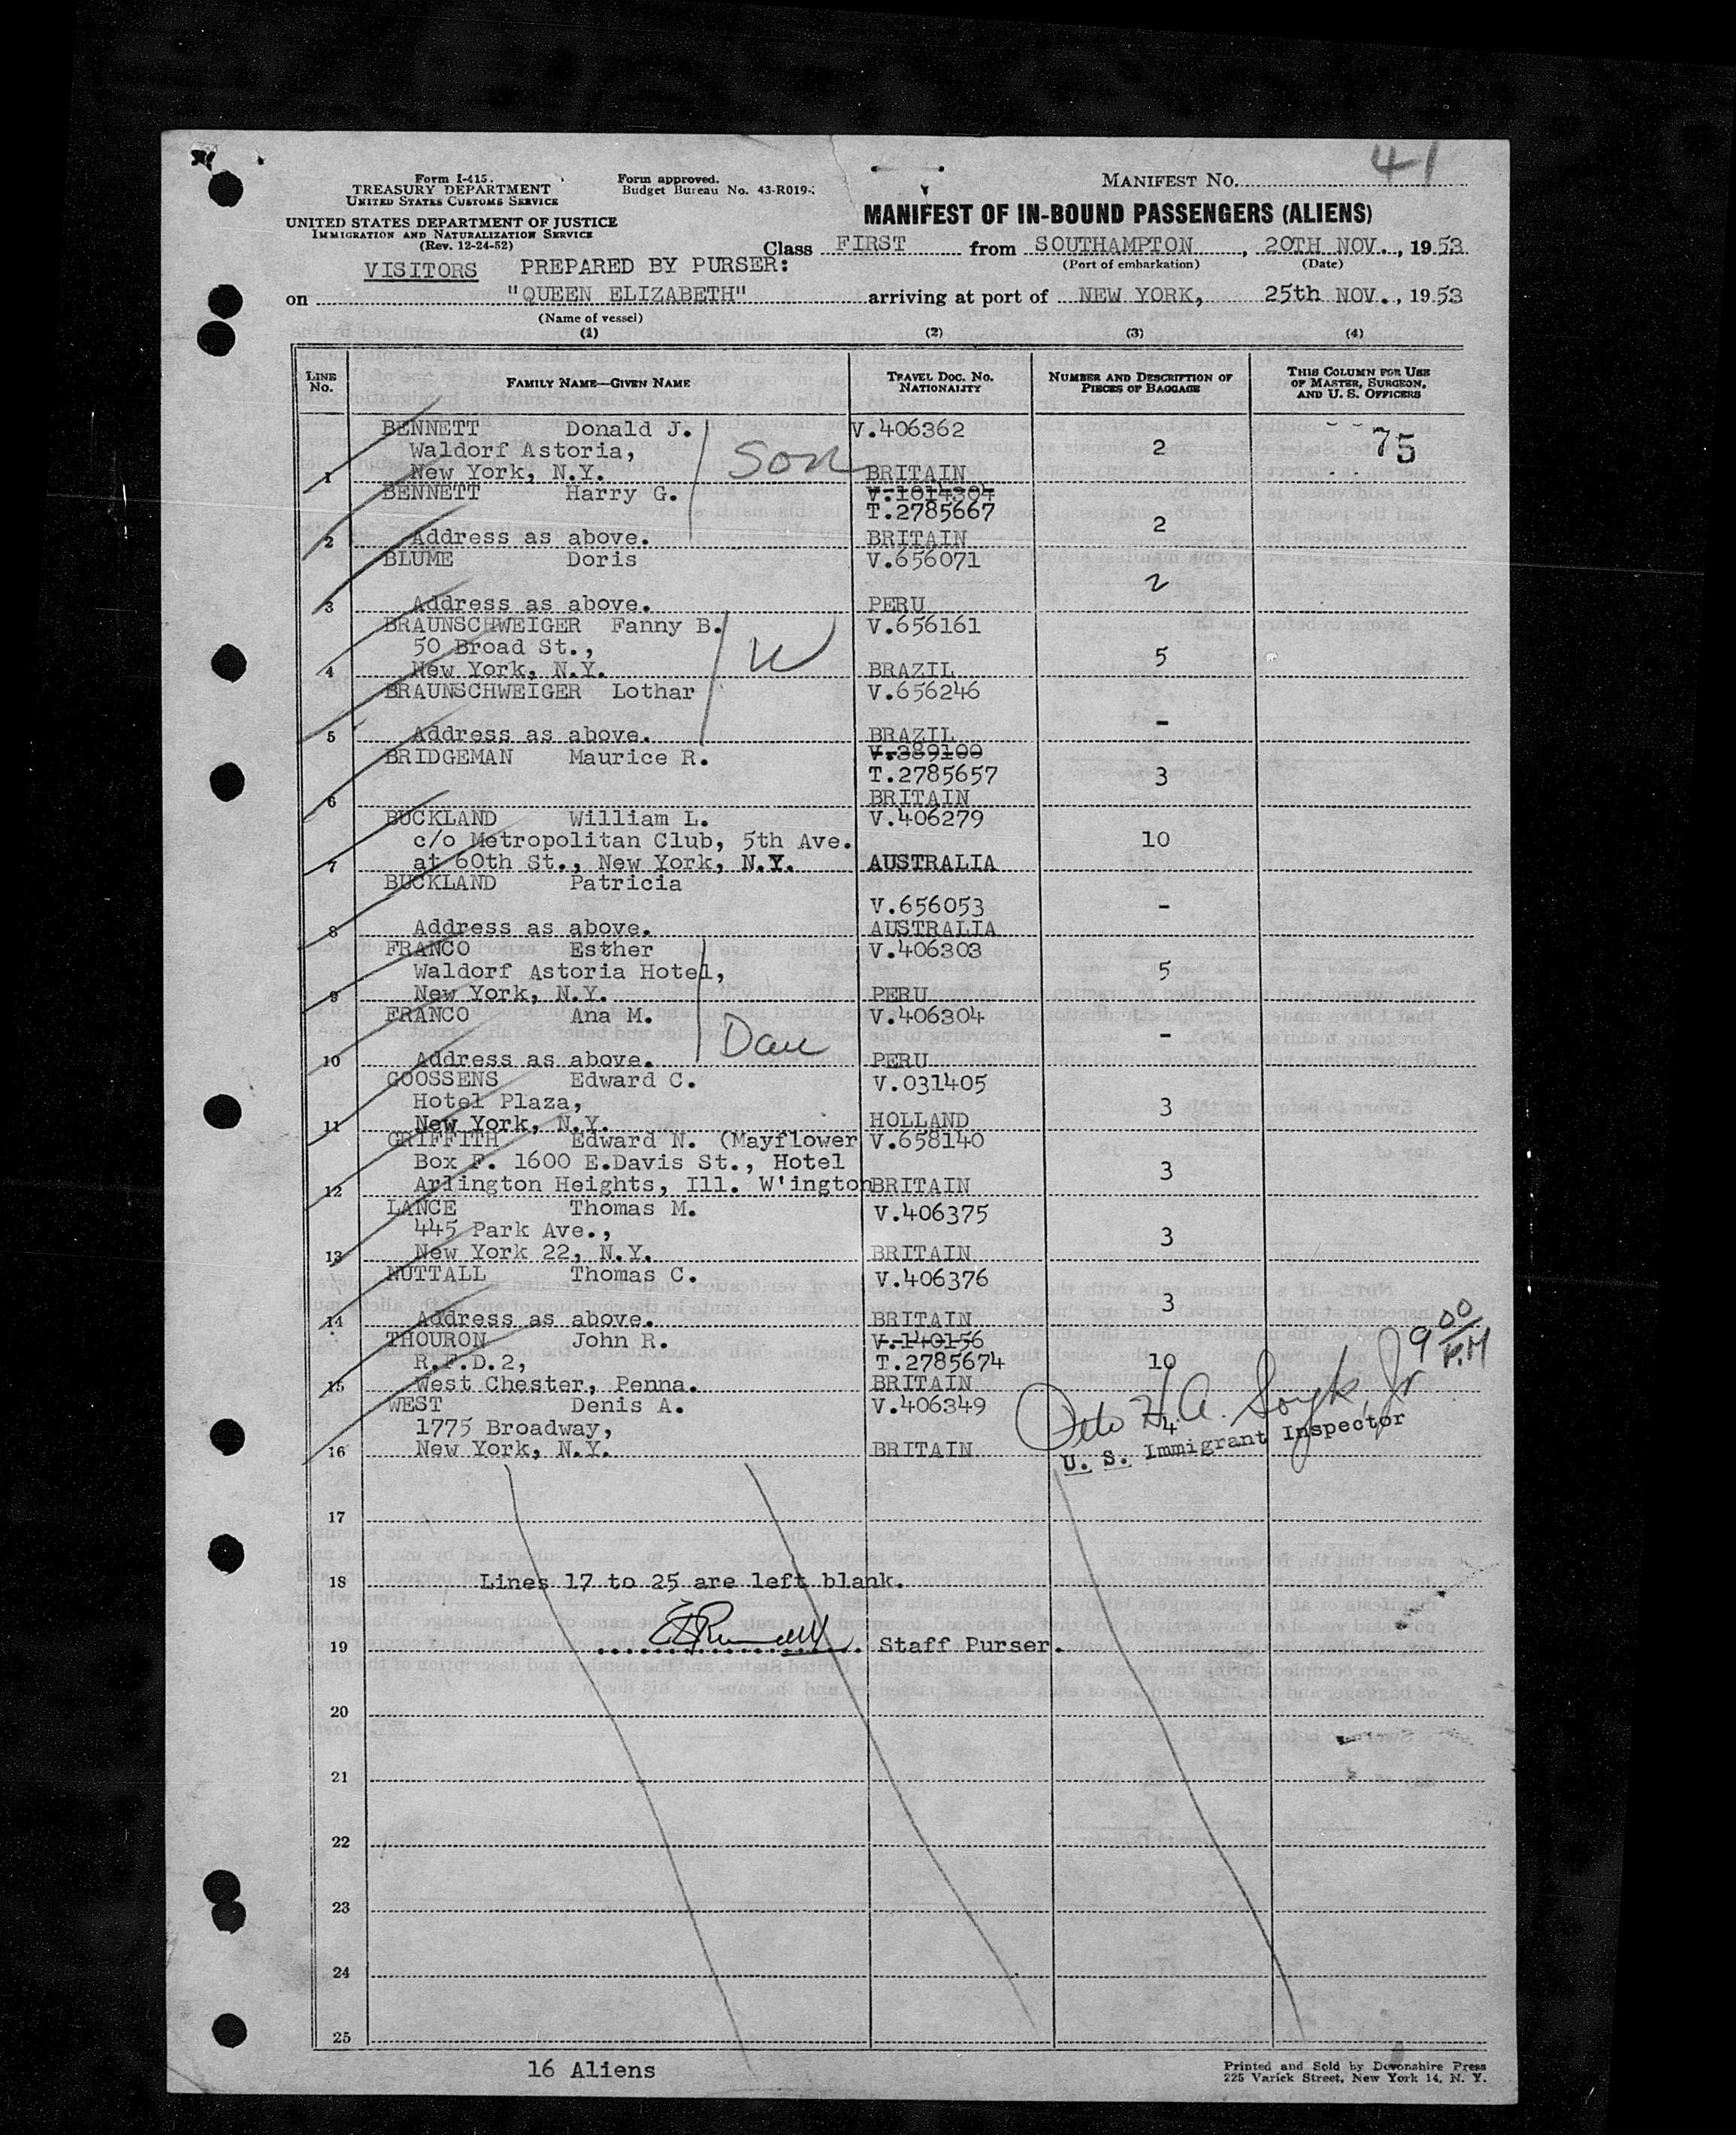 41
Form I-415.
TREASURY DEPARTMENT
UNITED STATES CUSTOMS SERVICE
UNITED STATES DEPARTMENT OF JUSTICE
IMMIGRATION AND NATURALIZATION SERVICE
(Rev. 12-24-52)
Form approved.
Budget Bureau No. 43-R019-
MANIFEST NO.
MANIFEST OF IN-BOUND PASSENGERS (ALIENS)
Class FIRST from SOUTHAMPTON, 20TH NOV., 1953
(Port of embarkation) (Date)
VISITORS PREPARED BY PURSER:
on "QUEEN ELIZABETH" arriving at port of NEW YORK, 25th NOV., 1953
(Name of vessel)
(1) (2) (3) (4)
LINE NO. FAMILY NAME—GIVEN NAME TRAVEL DOC. NO. NATIONALITY NUMBER AND DESCRIPTION OF PIECES OF BAGGAGE THIS COLUMN FOR USE OF MASTER, SURGEON, AND U. S. OFFICERS
BENNETT Donald J. V.406362 75
Waldorf Astoria, Son 2
1 New York, N.Y. BRITAIN
BENNETT Harry G. V.1014304
T.2785667 2
2 Address as above. BRITAIN
BLUME Doris V.656071
2
3 Address as above. PERU
BRAUNSCHWEIGER Fanny B. V.656161
50 Broad St., W 5
4 New York, N.Y. BRAZIL
BRAUNSCHWEIGER Lothar V.656246
-
5 Address as above. BRAZIL
BRIDGEMAN Maurice R. V.389100
T.2785657 3
6 BRITAIN
BUCKLAND William L. V.406279
c/o Metropolitan Club, 5th Ave. 10
7 at 60th St., New York, N.Y. AUSTRALIA
BUCKLAND Patricia
V.656053 -
8 Address as above. AUSTRALIA
FRANCO Esther V.406303
Waldorf Astoria Hotel, 5
9 New York, N.Y. PERU
FRANCO Ana M. V.406304
Dau -
10 Address as above. PERU
GOOSSENS Edward C. V.031405
Hotel Plaza, 3
11 New York, N.Y. HOLLAND
GRIFFITH Edward N. (Mayflower V.658140
Box F. 1600 E.Davis St., Hotel 3
12 Arlington Heights, Ill. W'ington BRITAIN
LANCE Thomas M. V.406375
445 Park Ave., 3
13 New York 22, N.Y. BRITAIN
NUTTALL Thomas C. V.406376
3
14 Address as above. BRITAIN
THOURON John R. V.140156
R.F.D.2, T.2785674 10
15 West Chester, Penna. BRITAIN
9 00/P.M
WEST Denis A. V.406349
1775 Broadway, 4
16 New York, N.Y. BRITAIN
U. S. Immigrant Inspector
17
18 Lines 17 to 25 are left blank.
19 Staff Purser.
20
21
22
23
24
25
16 Aliens
Printed and Sold by Devonshire Press
225 Varick Street, New York 14, N. Y.